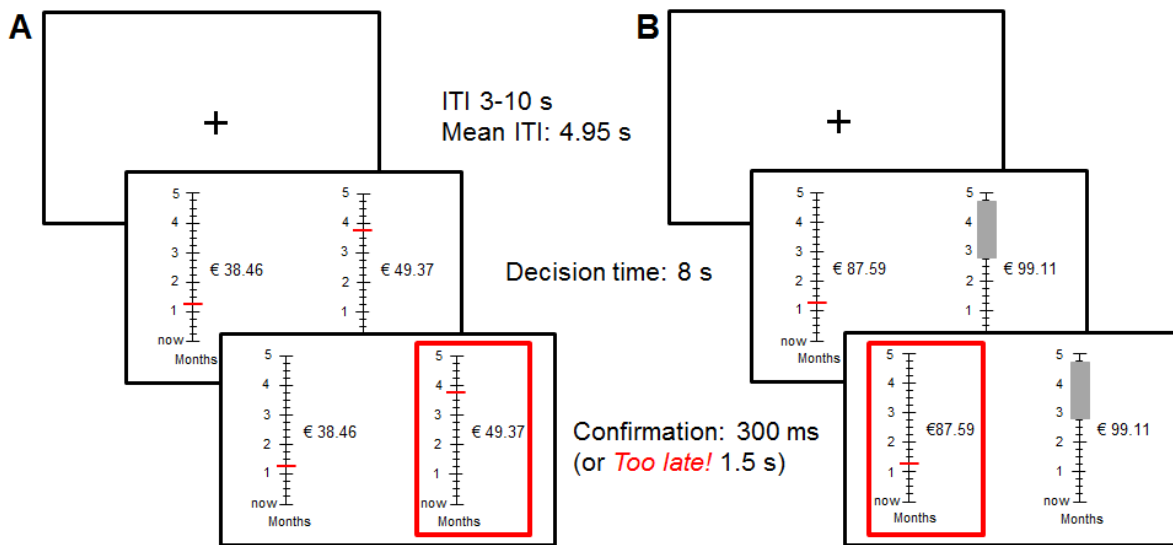 A
B
+
+
ITI 3-10 s
Mean ITI: 4.95 s
5
4
3
2
1
now
Months
€ 38.46
5
4
3
2
1
€ 49.37
Decision time: 8 s
5
4
3
2
1
now
Months
€ 87.59
5
4
3
2
1
€ 99.11
5
4
3
2
1
now
Months
€ 38.46
5
4
3
2
1
now
Months
€ 49.37
Confirmation: 300 ms
(or Too late! 1.5 s)
5
4
3
2
1
now
Months
€87.59
5
4
3
2
1
now
Months
€ 99.11